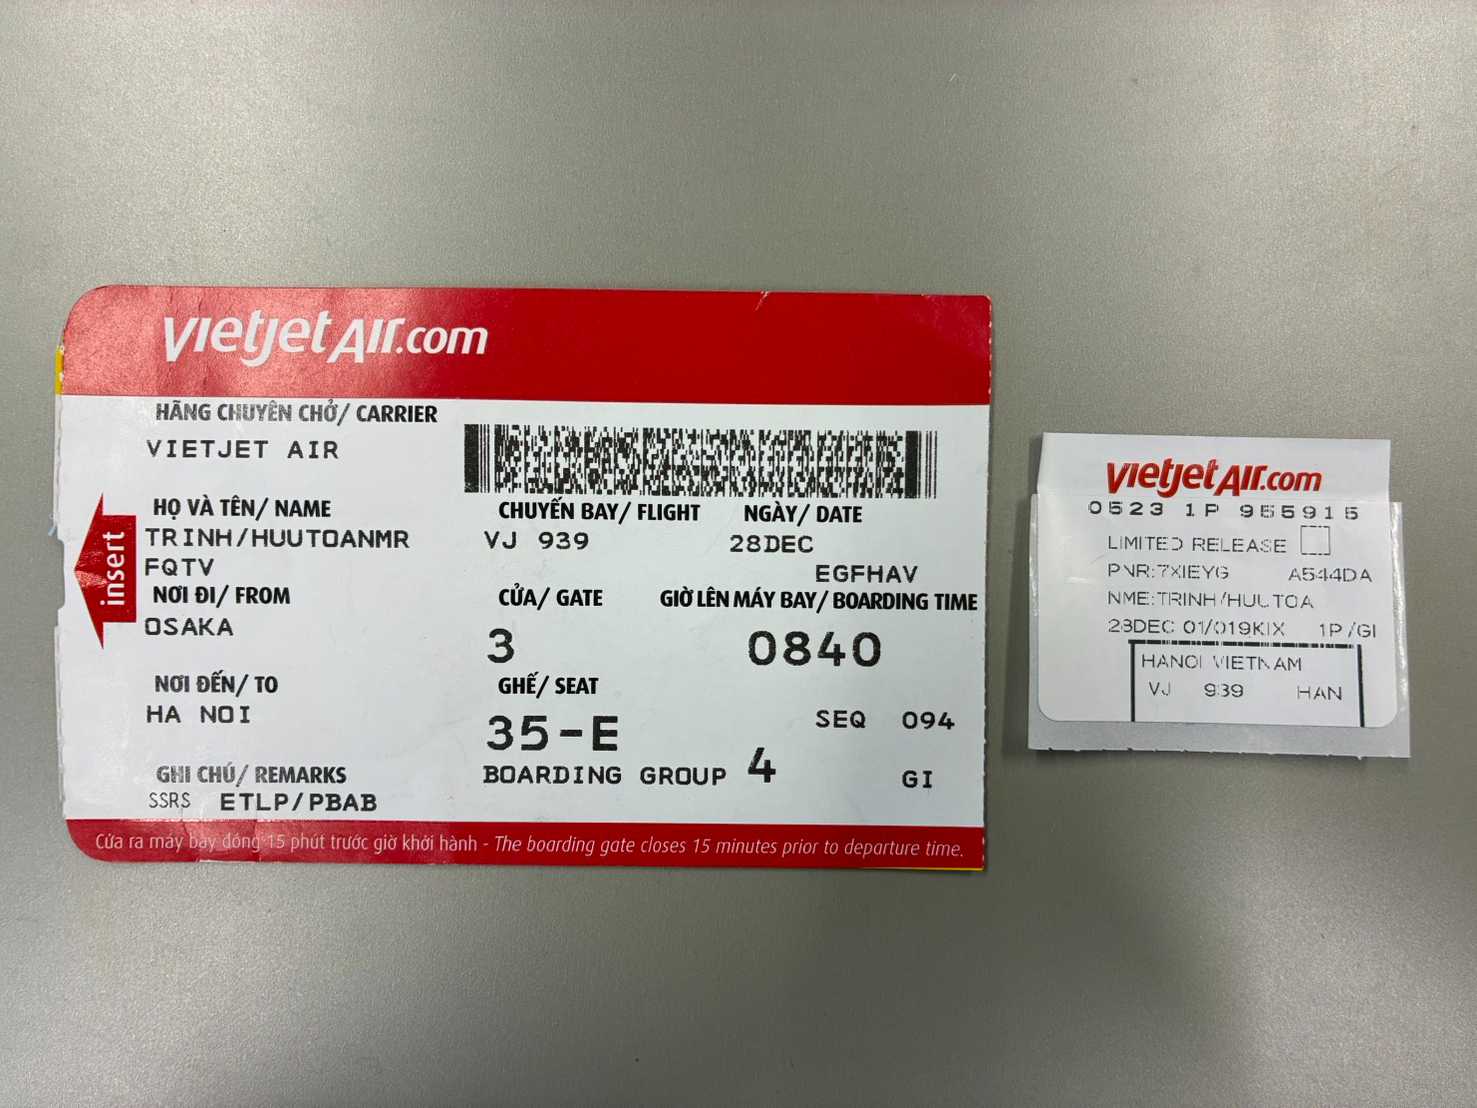 vietjetAir.com
HÃNG CHUYÊN CHỞ/ CARRIER
VIETJET AIR
HỌ VÀ TÊN/ NAME
CHUYẾN BAY/ FLIGHT
NGÀY/ DATE
TRINH/HUUTOANMR
VJ 939
28DEC
FQTV
EGFHAV
insert
NƠI ĐI/ FROM
CỬA/ GATE
GIỜ LÊN MÁY BAY/ BOARDING TIME
OSAKA
3
0840
NƠI ĐẾN/ TO
GHẾ/ SEAT
HA NOI
35-E
SEQ 094
GHI CHÚ/ REMARKS
BOARDING GROUP 4
GI
SSRS ETLP/PBAB
Cửa ra máy bay đóng 15 phút trước giờ khởi hành - The boarding gate closes 15 minutes prior to departure time.
vietjetAir.com
0523 1P 955915
LIMITED RELEASE
PNR:7XIEYG A544DA
NME:TRINH/HUUTOA
28DEC 01/019KIX 1P/GI
HANOI VIETNAM
VJ 939 HAN